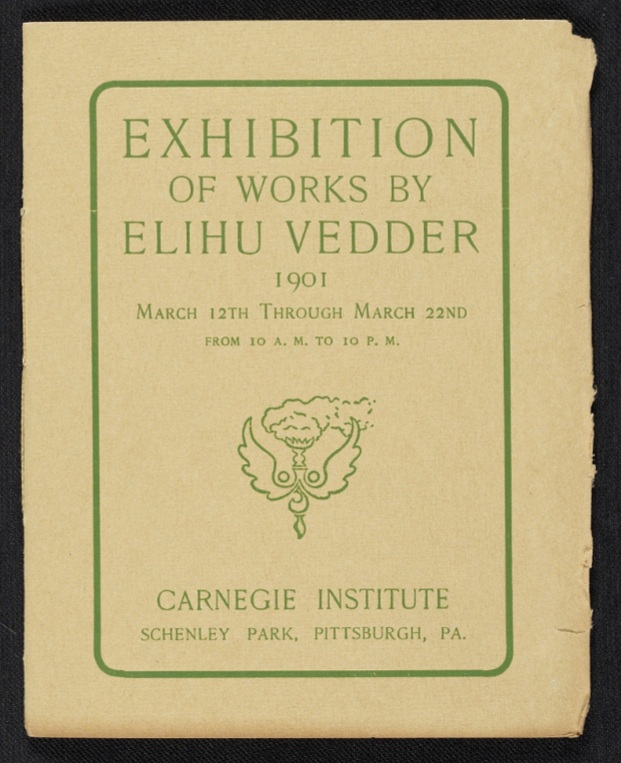 EXHIBITION
OF WORKS BY
ELIHU VEDDER
1901
MARCH 12TH THROUGH MARCH 22ND
FROM 10 A. M. TO 10 P. M.
CARNEGIE INSTITUTE
SCHENLEY PARK, PITTSBURGH, PA.